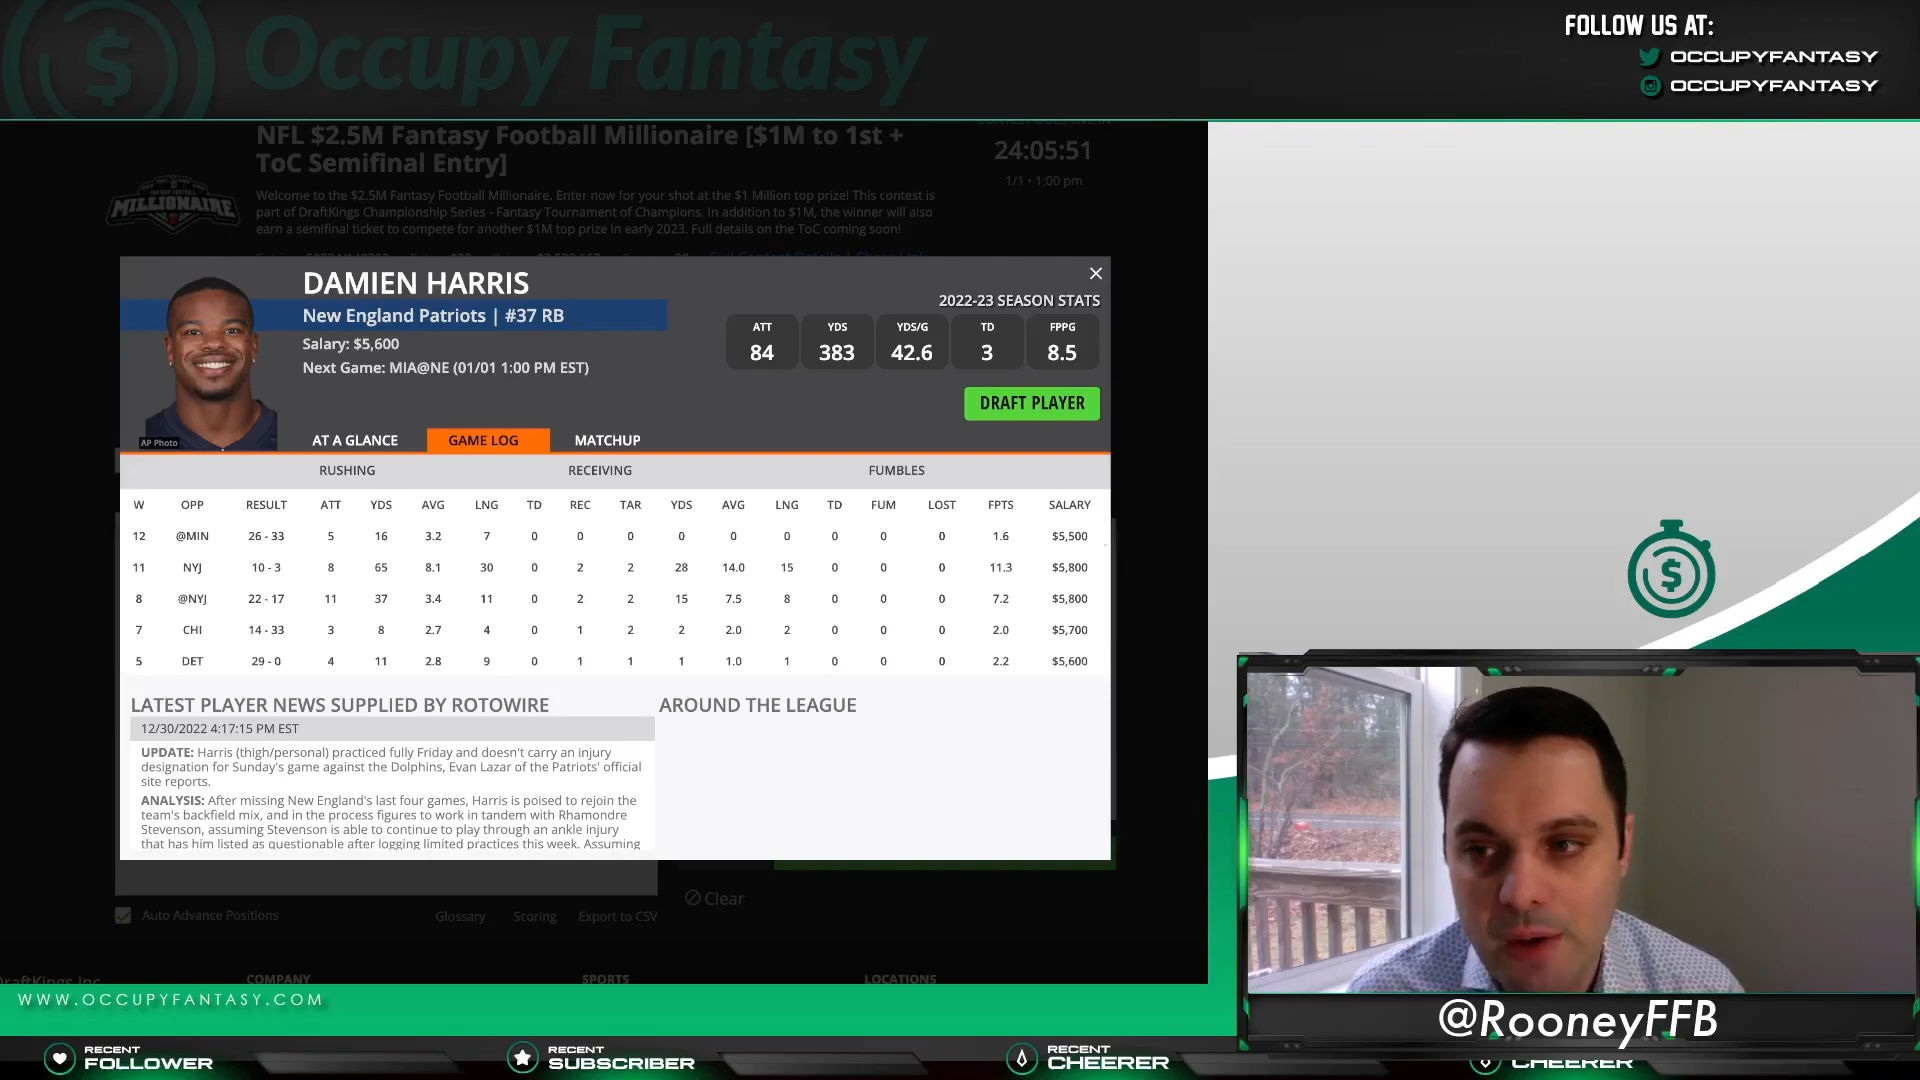 Occupy Fantasy
FOLLOW US AT:
OCCUPYFANTASY
OCCUPYFANTASY
NFL $2.5M Fantasy Football Millionaire [$1M to 1st +
ToC Semifinal Entry]
24:05:51
1/1 • 1:00 pm
MILLIONAIRE
Welcome to the $2.5M Fantasy Football Millionaire. Enter now for your shot at the $1 Million top prize! This contest is
part of DraftKings Championship Series - Fantasy Tournament of Champions. In addition to $1M, the winner will also
earn a semifinal ticket to compete for another $1M top prize in early 2023. Full details on the ToC coming soon!
DAMIEN HARRIS
New England Patriots | #37 RB
Salary: $5,600
Next Game: MIA@NE (01/01 1:00 PM EST)
AP Photo
2022-23 SEASON STATS
ATT YDS YDS/G TD FPPG
84 383 42.6 3 8.5
DRAFT PLAYER
AT A GLANCE GAME LOG MATCHUP
RUSHING RECEIVING FUMBLES
W OPP RESULT ATT YDS AVG LNG TD REC TAR YDS AVG LNG TD FUM LOST FPTS SALARY
12 @MIN 26 - 33 5 16 3.2 7 0 0 0 0 0 0 0 0 0 1.6 $5,500
11 NYJ 10 - 3 8 65 8.1 30 0 2 2 28 14.0 15 0 0 0 11.3 $5,800
8 @NYJ 22 - 17 11 37 3.4 11 0 2 2 15 7.5 8 0 0 0 7.2 $5,800
7 CHI 14 - 33 3 8 2.7 4 0 1 2 2 2.0 2 0 0 0 2.0 $5,700
5 DET 29 - 0 4 11 2.8 9 0 1 1 1 1.0 1 0 0 0 2.2 $5,600
LATEST PLAYER NEWS SUPPLIED BY ROTOWIRE
AROUND THE LEAGUE
12/30/2022 4:17:15 PM EST
UPDATE: Harris (thigh/personal) practiced fully Friday and doesn't carry an injury
designation for Sunday's game against the Dolphins, Evan Lazar of the Patriots' official
site reports.
ANALYSIS: After missing New England's last four games, Harris is poised to rejoin the
team's backfield mix, and in the process figures to work in tandem with Rhamondre
Stevenson, assuming Stevenson is able to continue to play through an ankle injury
that has him listed as questionable after logging limited practices this week. Assuming
Clear
Auto Advance Positions
Glossary Scoring Export to CSV
DraftKings Inc.
COMPANY SPORTS LOCATIONS
WWW.OCCUPYFANTASY.COM
@RooneyFFB
RECENT
FOLLOWER
RECENT
SUBSCRIBER
RECENT
CHEERER
CHEERER